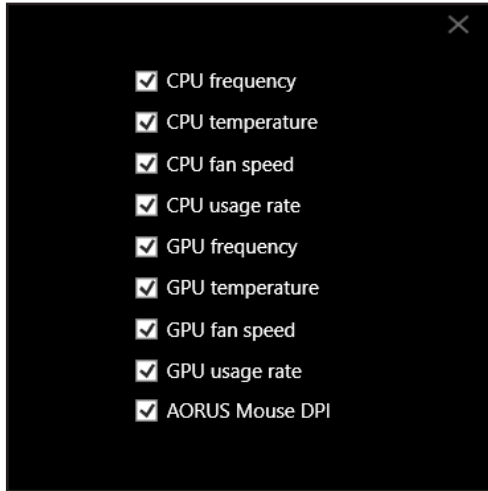 CPU frequency
CPU temperature
CPU fan speed
CPU usage rate
GPU frequency
GPU temperature
GPU fan speed
GPU usage rate
AORUS Mouse DPI